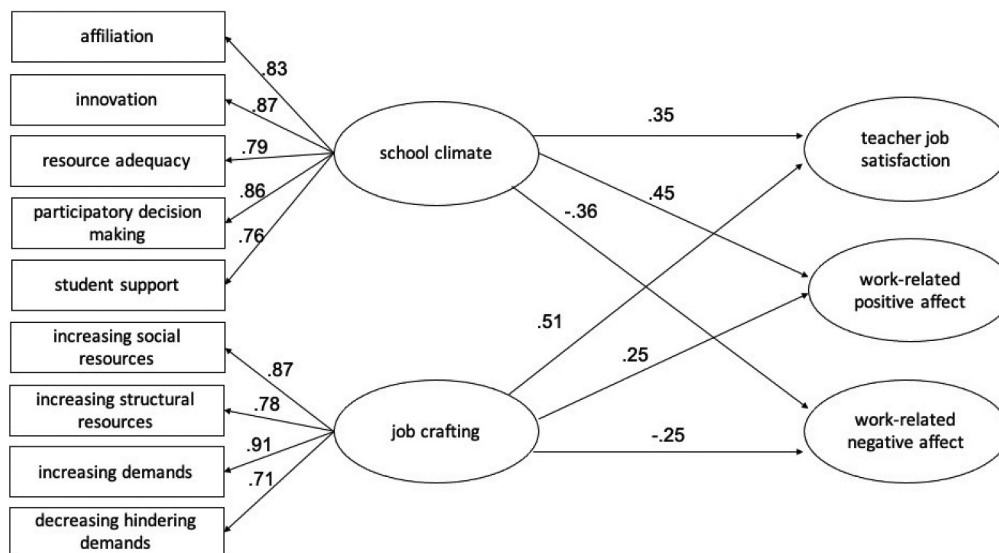 affiliation
.83
innovation
.87
resource adequacy
.79
participatory decision
making
.86
student support
.76
increasing social
resources
.87
increasing structural
resources
.78
increasing demands
.91
decreasing hindering
demands
.71
school climate
job crafting
.35
.45
-.36
.51
.25
-.25
teacher job
satisfaction
work-related
positive affect
work-related
negative affect